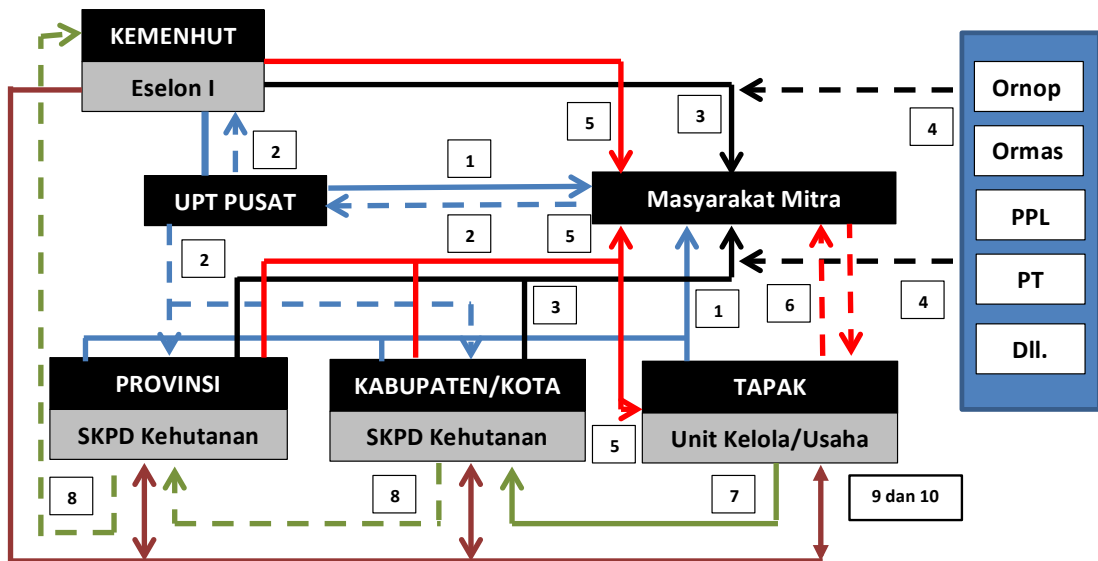 KEMENHUT
Eselon I
Ornop
Ormas
PPL
PT
Dll.
5
3
4
2
1
UPT PUSAT
Masyarakat Mitra
2
5
2
3
1
6
4
PROVINSI
SKPD Kehutanan
KABUPATEN/KOTA
SKPD Kehutanan
TAPAK
Unit Kelola/Usaha
5
8
8
7
9 dan 10